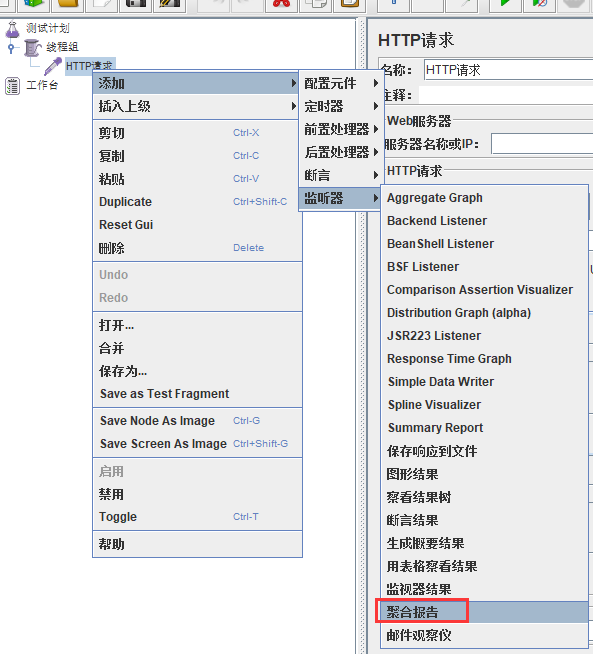 测试计划
线程组
HTTP请求
工作台
添加
插入上级
剪切 Ctrl-X
复制 Ctrl-C
粘贴 Ctrl-V
Duplicate Ctrl+Shift-C
Reset Gui
删除 Delete
Undo
Redo
打开...
合并
保存为...
Save as Test Fragment
Save Node As Image Ctrl-G
Save Screen As Image Ctrl+Shift-G
启用
禁用
Toggle Ctrl-T
帮助
配置元件
定时器
前置处理器
后置处理器
断言
监听器
HTTP请求
名称: HTTP请求
注释:
Web服务器
服务器名称或IP:
HTTP请求
Aggregate Graph
Backend Listener
BeanShell Listener
BSF Listener
Comparison Assertion Visualizer
Distribution Graph (alpha)
JSR223 Listener
Response Time Graph
Simple Data Writer
Spline Visualizer
Summary Report
保存响应到文件
图形结果
察看结果树
断言结果
生成概要结果
用表格察看结果
监视器结果
聚合报告
邮件观察仪